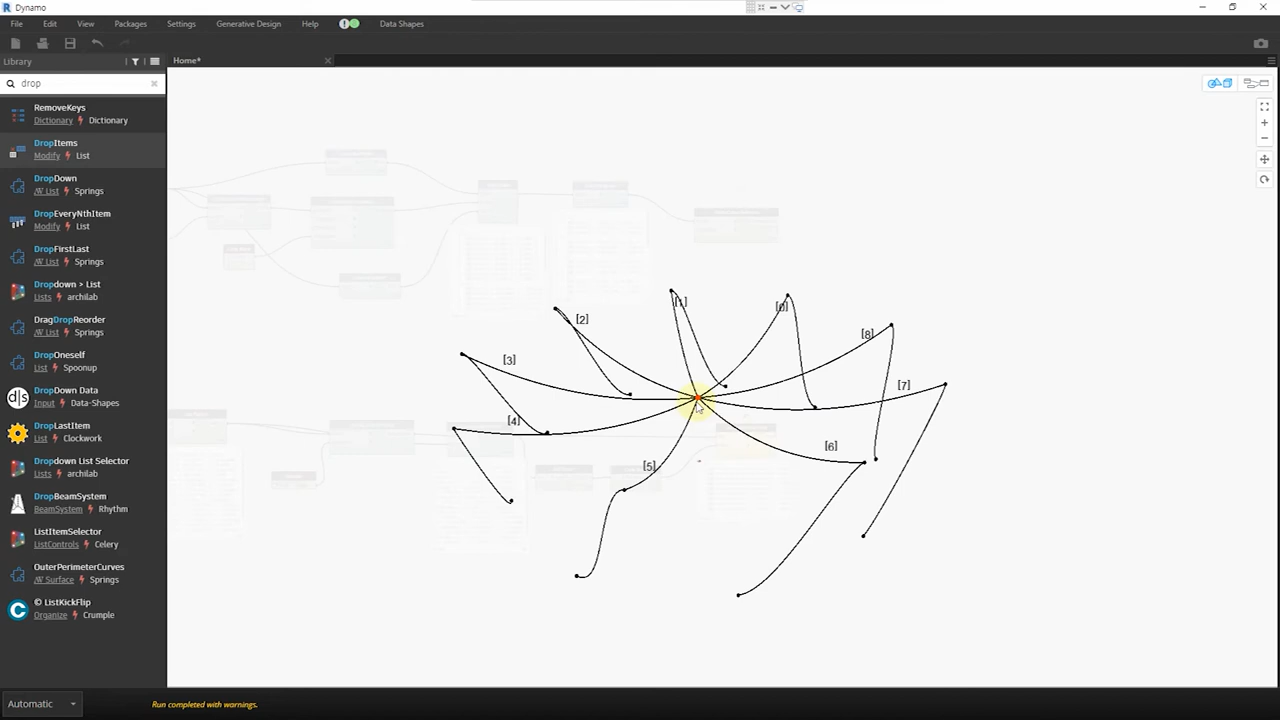 Dynamo
File Edit View Packages Settings Generative Design Help Data Shapes
Library
Home*
drop
RemoveKeys
Dictionary Dictionary
DropItems
Modify List
DropDown
/W List Springs
DropEveryNthItem
Modify List
DropFirstLast
/W List Springs
Dropdown > List
Lists archilab
DragDropReorder
/W List Springs
DropOneself
List Spoonup
DropDown Data
Input Data-Shapes
DropLastItem
List Clockwork
Dropdown List Selector
Lists archilab
DropBeamSystem
BeamSystem Rhythm
ListItemSelector
ListControls Celery
OuterPerimeterCurves
/W Surface Springs
© ListKickFlip
Organize Crumple
[1]
[0]
[2]
[8]
[3]
[7]
[4]
[6]
[5]
Automatic
Run completed with warnings.